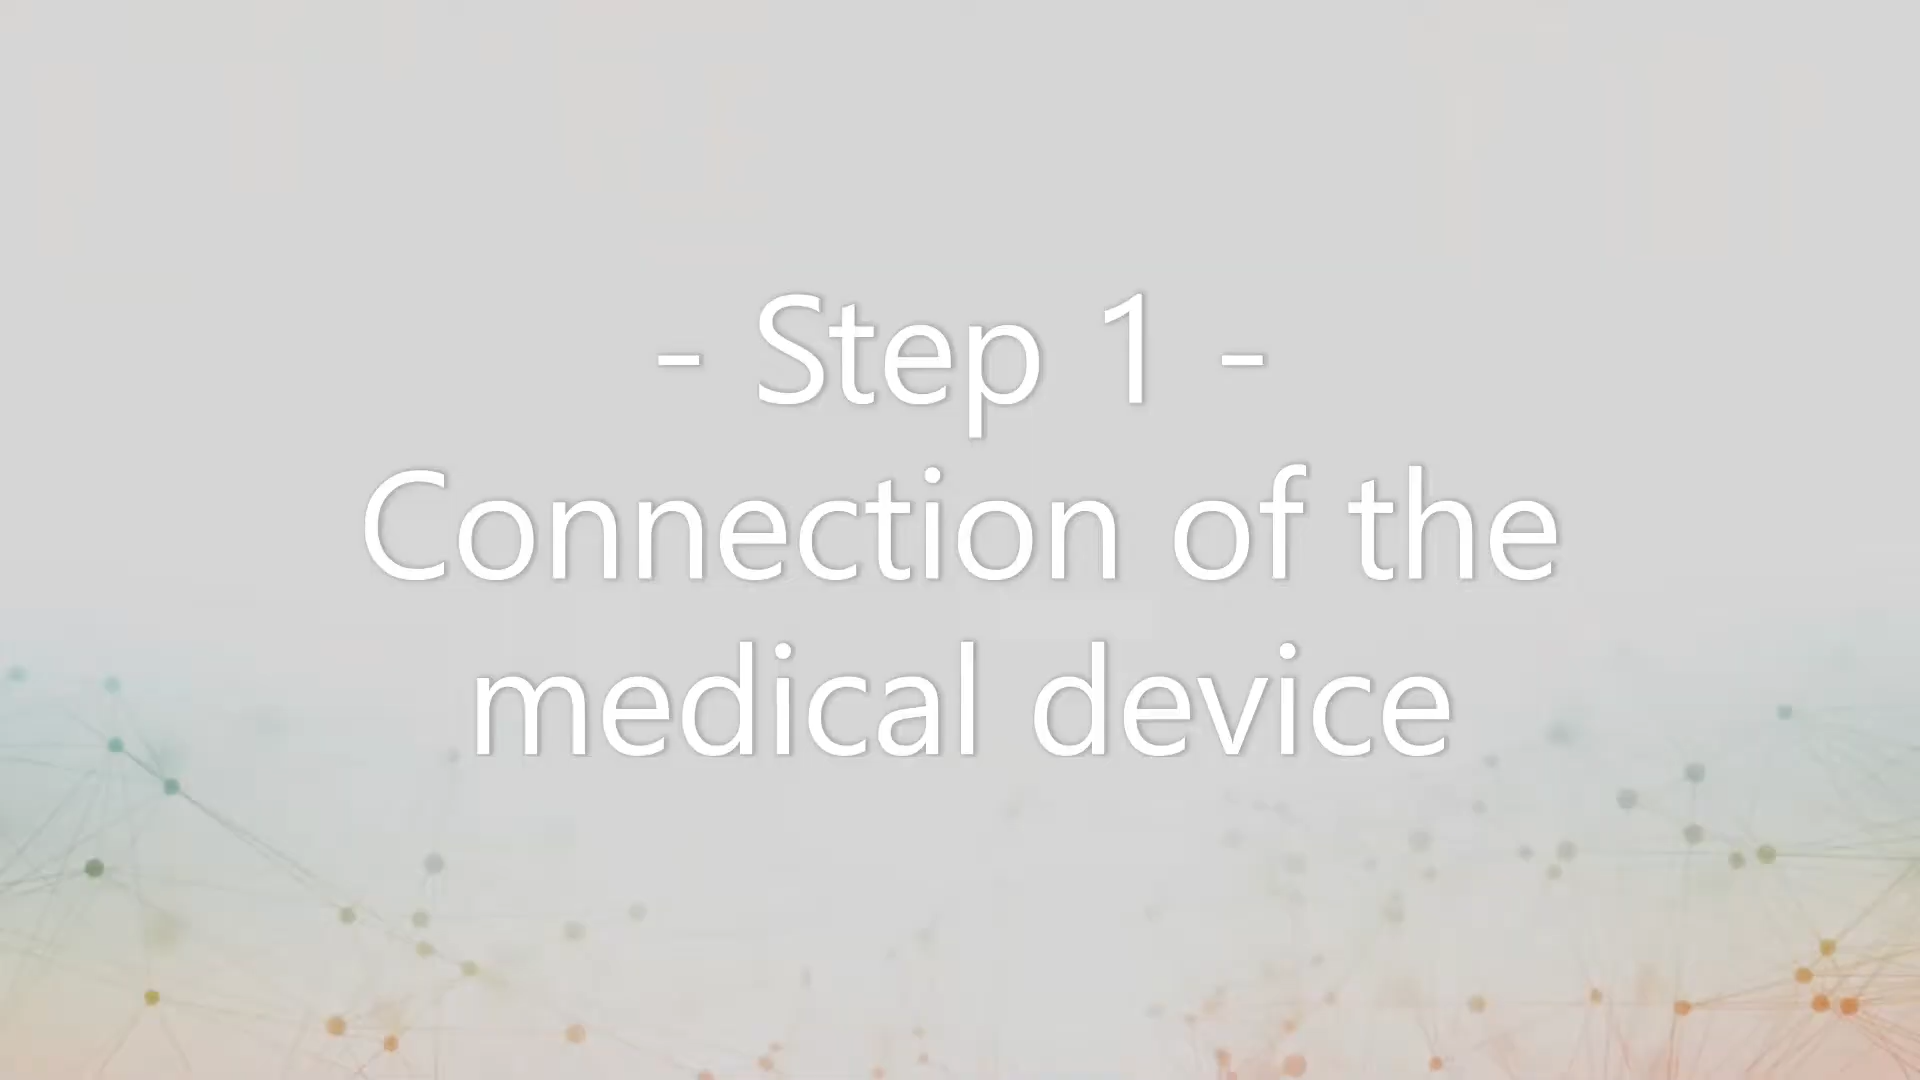 - Step 1 -
Connection of the
medical device